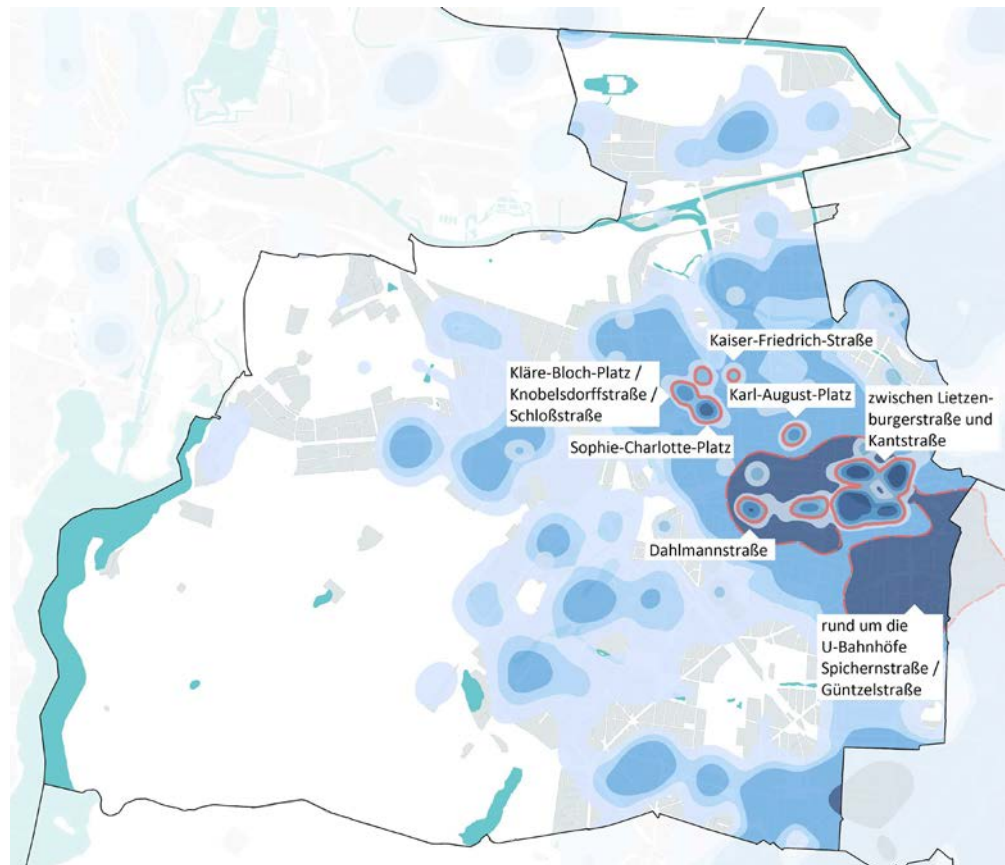 Kaiser-Friedrich-Straße
Kläre-Bloch-Platz /
Knobelsdorffstraße /
Schloßstraße
Karl-August-Platz
zwischen Lietzen-
burgerstraße und
Kantstraße
Sophie-Charlotte-Platz
Dahlmannstraße
rund um die
U-Bahnhöfe
Spichernstraße /
Güntzelstraße